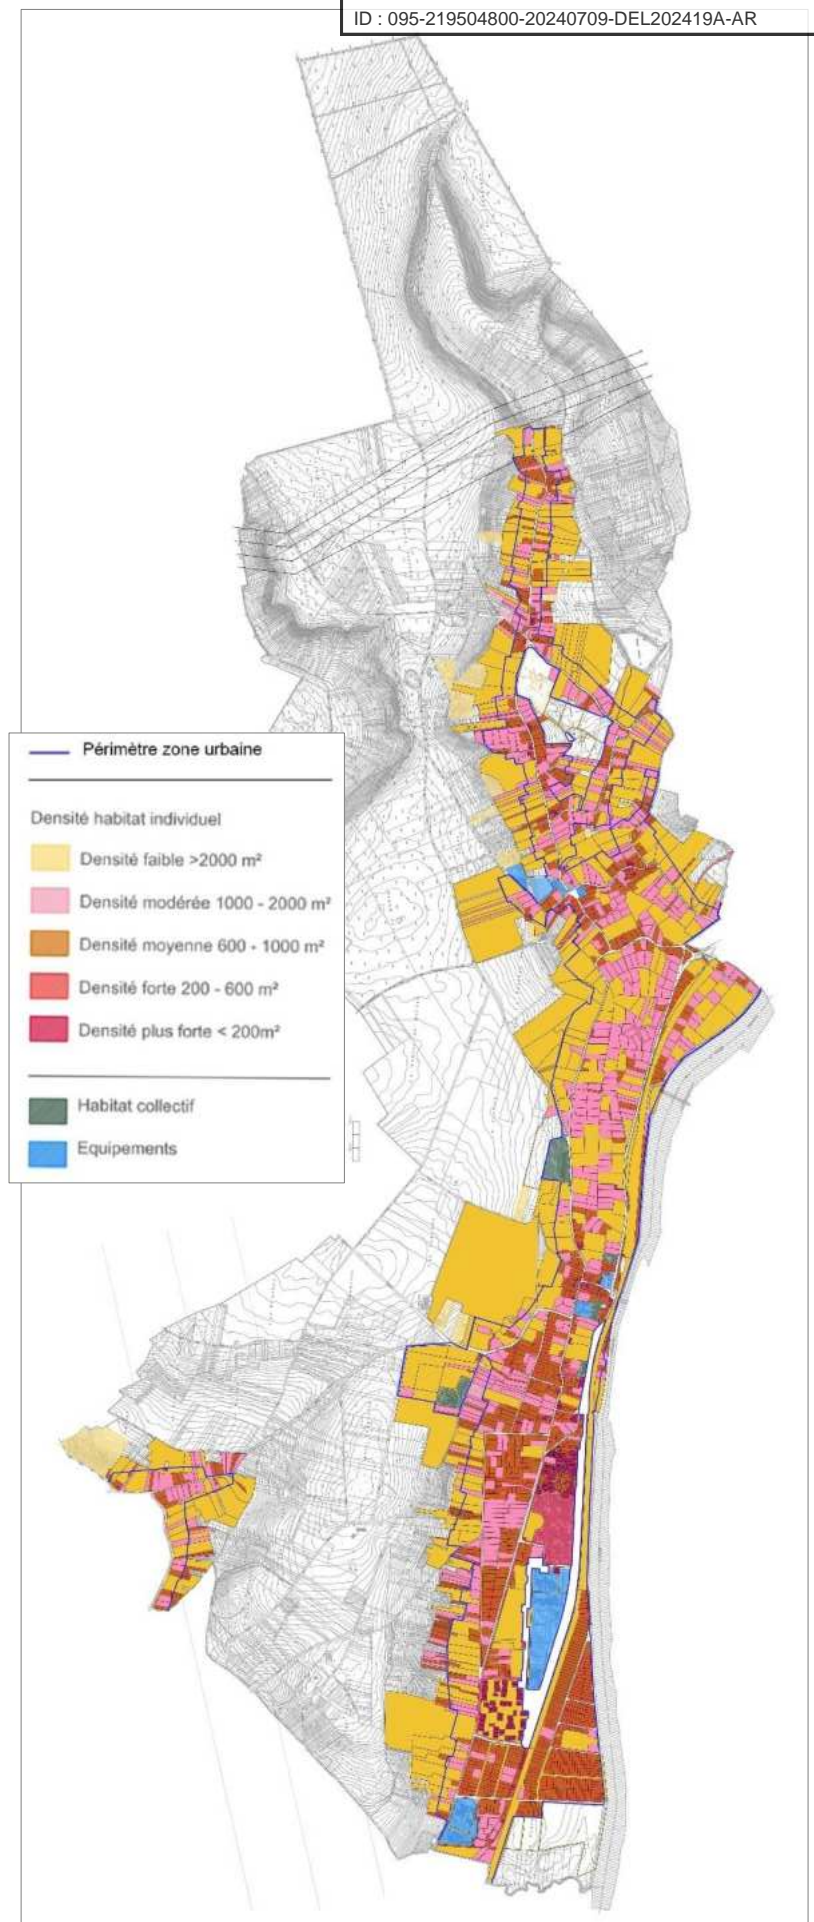 ID : 095-219504800-20240709-DEL202419A-AR
Périmètre zone urbaine
Densité habitat individuel
Densité faible >2000 m²
Densité modérée 1000 - 2000 m²
Densité moyenne 600 - 1000 m²
Densité forte 200 - 600 m²
Densité plus forte < 200m²
Habitat collectif
Equipements